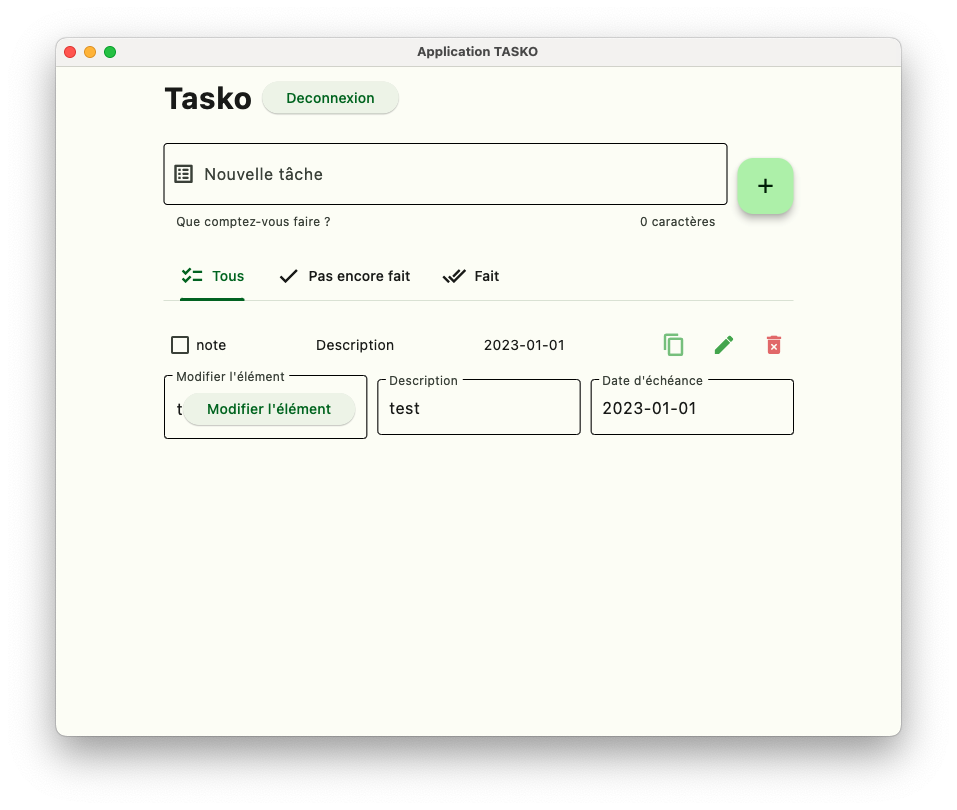 Application TASKO
Tasko
Deconnexion
Nouvelle tâche
Que comptez-vous faire ?
0 caractères
Tous
Pas encore fait
Fait
note
Description
2023-01-01
Modifier l'élément
t
Modifier l'élément
Description
test
Date d'échéance
2023-01-01